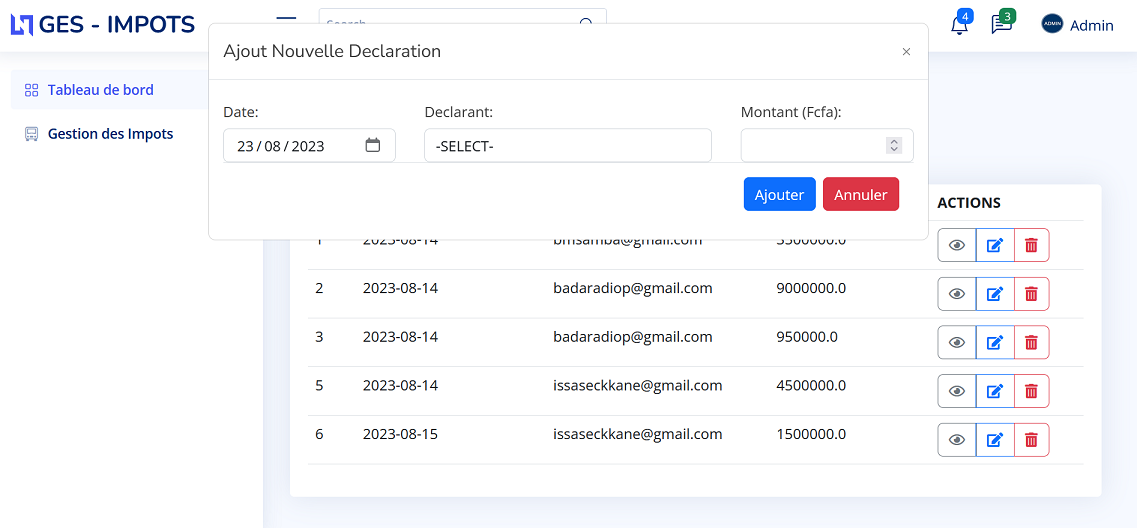 GES - IMPOTS
Search
4
3
ADMIN
Admin
Ajout Nouvelle Declaration
×
Tableau de bord
Gestion des Impots
Date:
Declarant:
Montant (Fcfa):
23/08/2023
-SELECT-
Ajouter
Annuler
ACTIONS
1 2023-08-14 bmsamba@gmail.com 3500000.0
2 2023-08-14 badaradiop@gmail.com 9000000.0
3 2023-08-14 badaradiop@gmail.com 950000.0
5 2023-08-14 issaseckkane@gmail.com 4500000.0
6 2023-08-15 issaseckkane@gmail.com 1500000.0